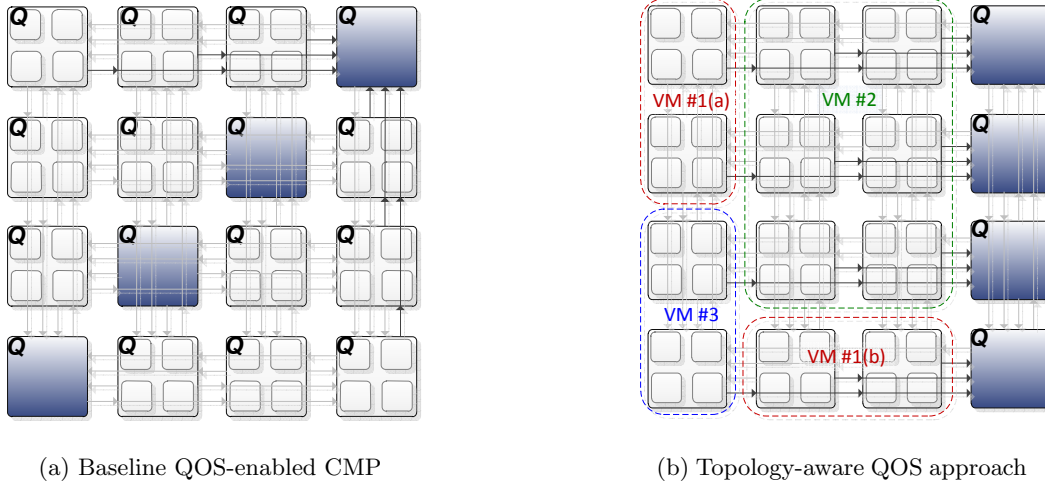 Q Q Q Q
Q Q Q Q
Q Q Q Q
Q Q Q Q
(a) Baseline QOS-enabled CMP
Q
VM #1(a)
VM #2
Q
Q
VM #3
Q
VM #1(b)
(b) Topology-aware QOS approach